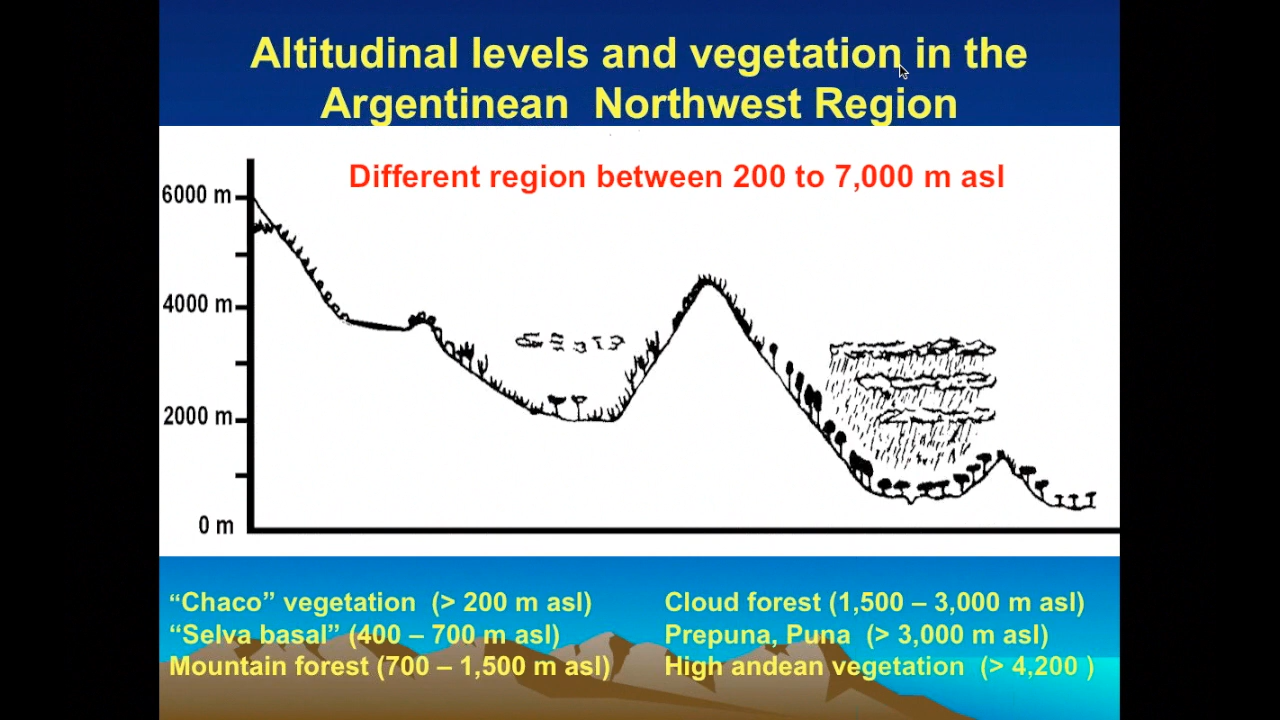 Altitudinal levels and vegetation in the
Argentinean Northwest Region
Different region between 200 to 7,000 m asl
6000 m
4000 m
2000 m
0 m
“Chaco” vegetation (> 200 m asl)
“Selva basal” (400 – 700 m asl)
Mountain forest (700 – 1,500 m asl)
Cloud forest (1,500 – 3,000 m asl)
Prepuna, Puna (> 3,000 m asl)
High andean vegetation (> 4,200 )